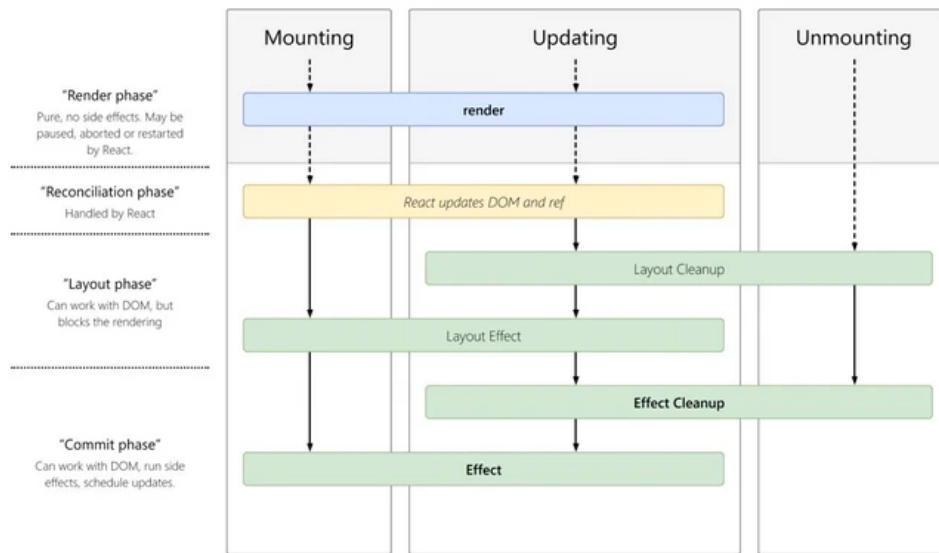 Mounting
Updating
Unmounting
"Render phase"
Pure, no side effects. May be
paused, aborted or restarted
by React.
render
"Reconciliation phase"
Handled by React
React updates DOM and ref
"Layout phase"
Can work with DOM, but
blocks the rendering
Layout Cleanup
Layout Effect
Effect Cleanup
"Commit phase"
Can work with DOM, run side
effects, schedule updates.
Effect